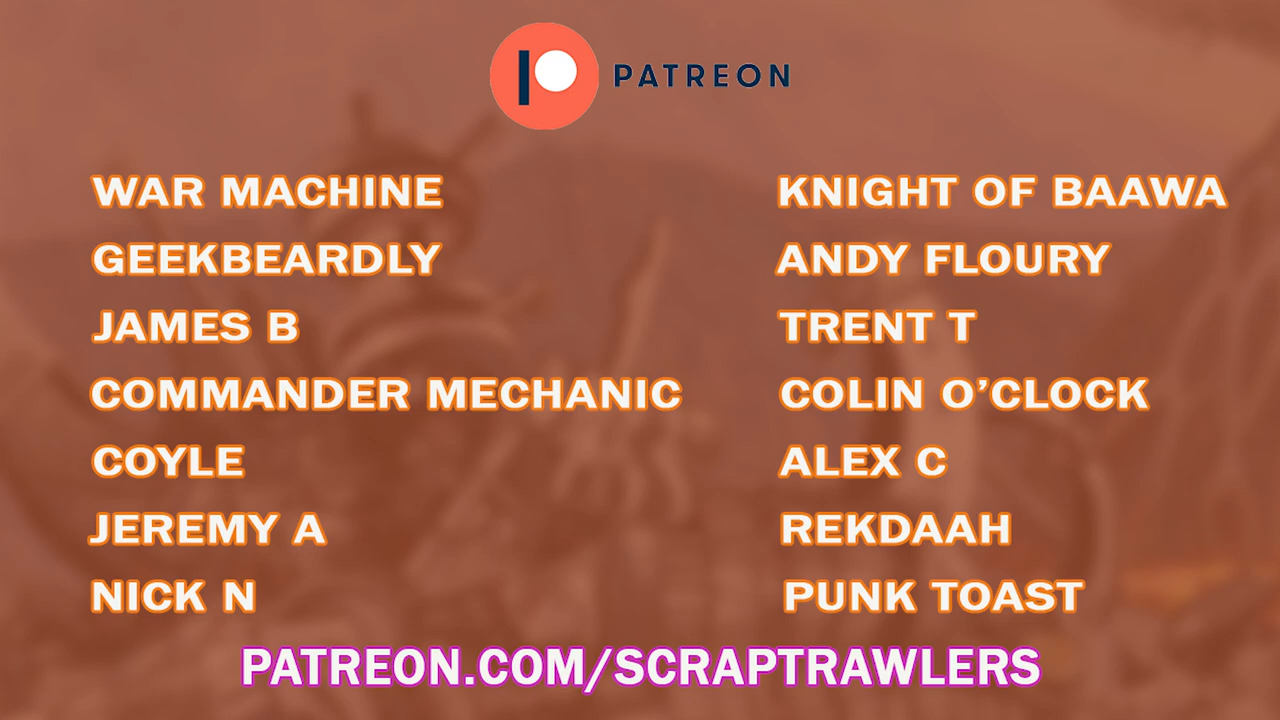 PATREON
WAR MACHINE
GEEKBEARDLY
JAMES B
COMMANDER MECHANIC
COYLE
JEREMY A
NICK N
KNIGHT OF BAAWA
ANDY FLOURY
TRENT T
COLIN O’CLOCK
ALEX C
REKDAAH
PUNK TOAST
PATREON.COM/SCRAPTRAWLERS